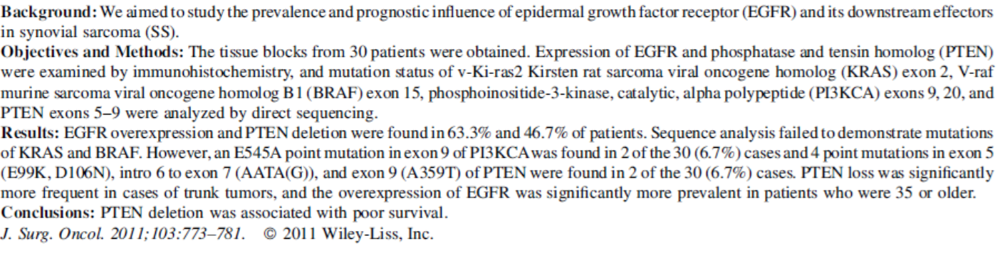 Background: We aimed to study the prevalence and prognostic influence of epidermal growth factor receptor (EGFR) and its downstream effectors
in synovial sarcoma (SS).
Objectives and Methods: The tissue blocks from 30 patients were obtained. Expression of EGFR and phosphatase and tensin homolog (PTEN)
were examined by immunohistochemistry, and mutation status of v-Ki-ras2 Kirsten rat sarcoma viral oncogene homolog (KRAS) exon 2, V-raf
murine sarcoma viral oncogene homolog B1 (BRAF) exon 15, phosphoinositide-3-kinase, catalytic, alpha polypeptide (PI3KCA) exons 9, 20, and
PTEN exons 5–9 were analyzed by direct sequencing.
Results: EGFR overexpression and PTEN deletion were found in 63.3% and 46.7% of patients. Sequence analysis failed to demonstrate mutations
of KRAS and BRAF. However, an E545A point mutation in exon 9 of PI3KCA was found in 2 of the 30 (6.7%) cases and 4 point mutations in exon 5
(E99K, D106N), intro 6 to exon 7 (AATA(G)), and exon 9 (A359T) of PTEN were found in 2 of the 30 (6.7%) cases. PTEN loss was significantly
more frequent in cases of trunk tumors, and the overexpression of EGFR was significantly more prevalent in patients who were 35 or older.
Conclusions: PTEN deletion was associated with poor survival.
J. Surg. Oncol. 2011;103:773–781. © 2011 Wiley-Liss, Inc.